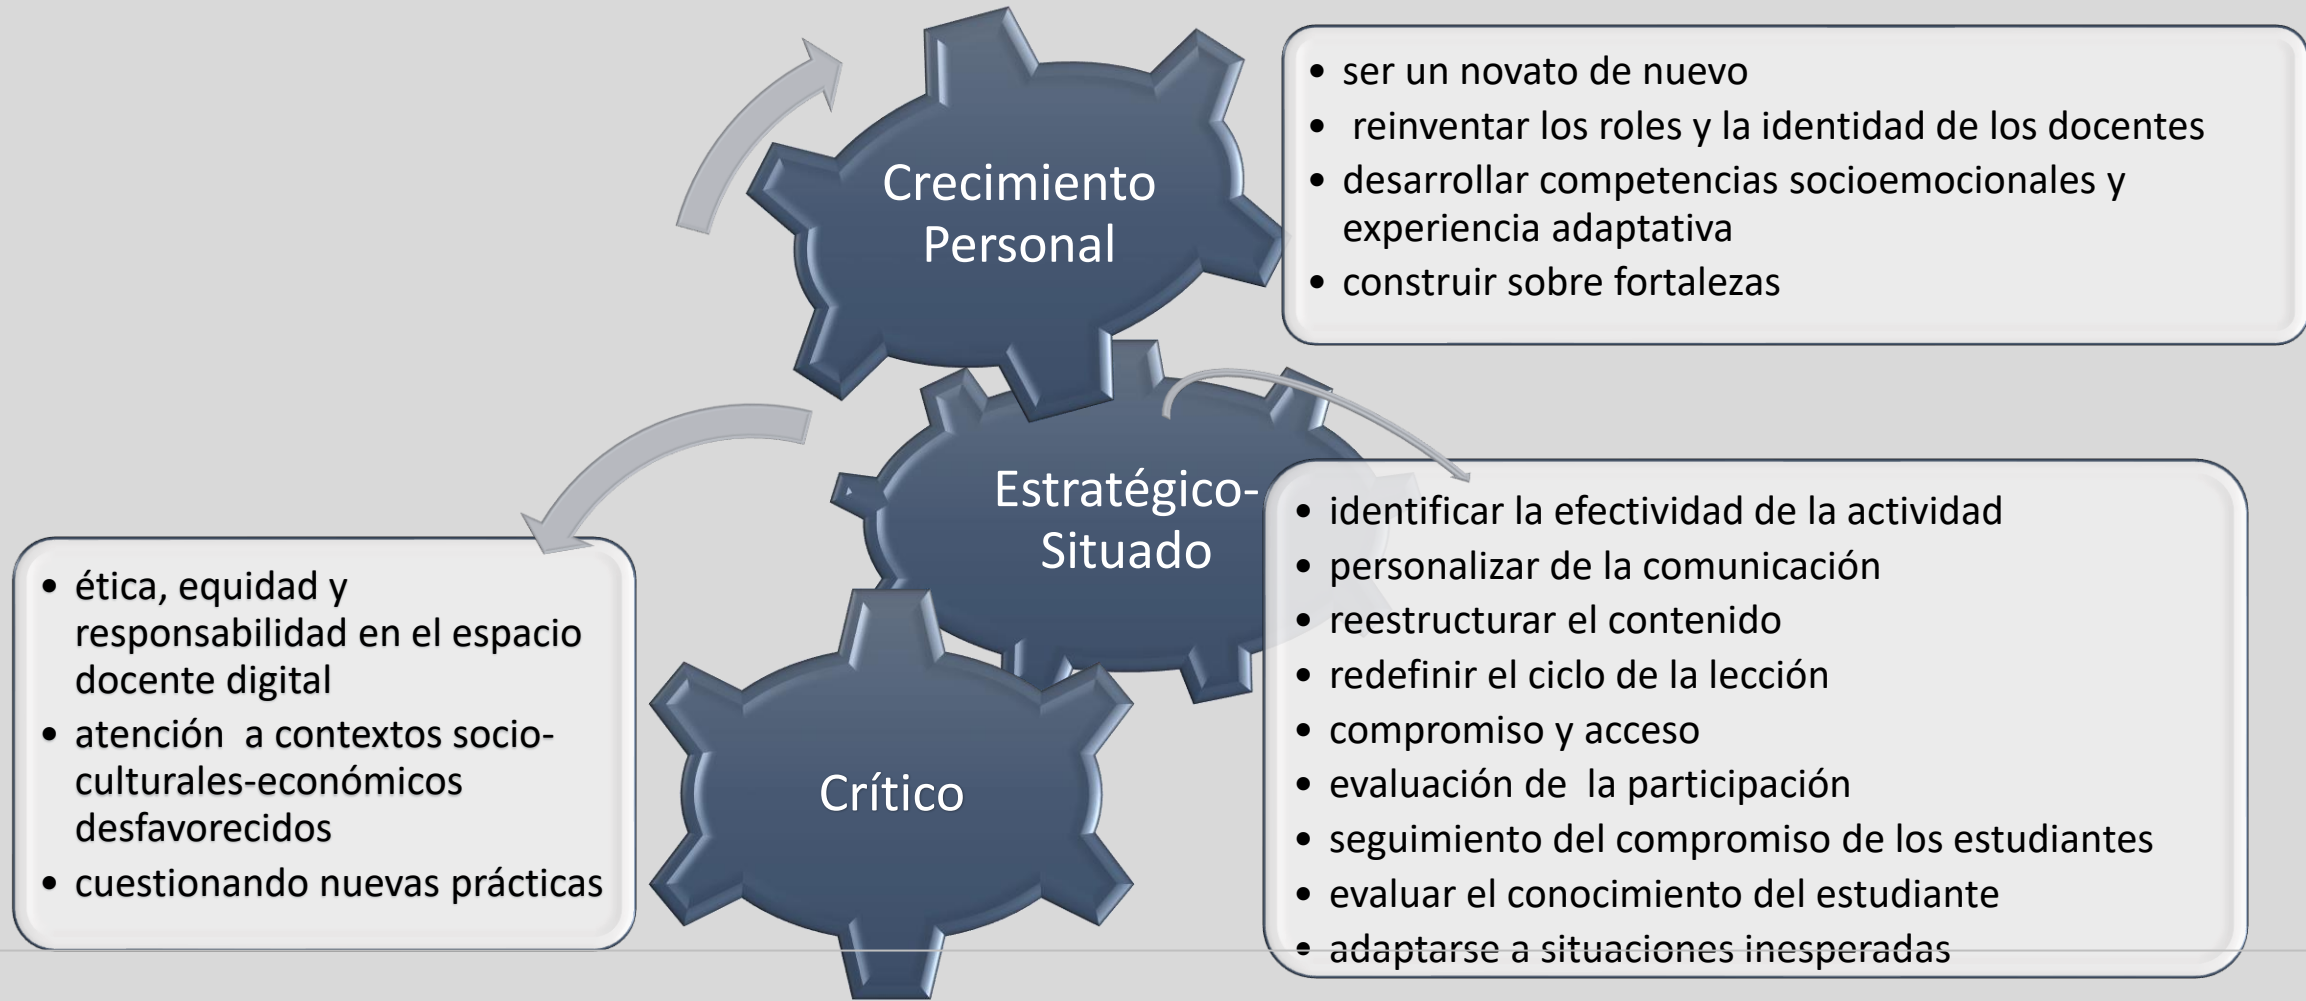 Crecimiento
Personal
• ser un novato de nuevo
• reinventar los roles y la identidad de los docentes
• desarrollar competencias socioemocionales y
experiencia adaptativa
• construir sobre fortalezas
Estratégico-
Situado
• identificar la efectividad de la actividad
• personalizar de la comunicación
• reestructurar el contenido
• redefinir el ciclo de la lección
• compromiso y acceso
• evaluación de  la participación
• seguimiento del compromiso de los estudiantes
• evaluar el conocimiento del estudiante
• adaptarse a situaciones inesperadas
Crítico
• ética, equidad y
responsabilidad en el espacio
docente digital
• atención  a contextos socio-
culturales-económicos
desfavorecidos
• cuestionando nuevas prácticas